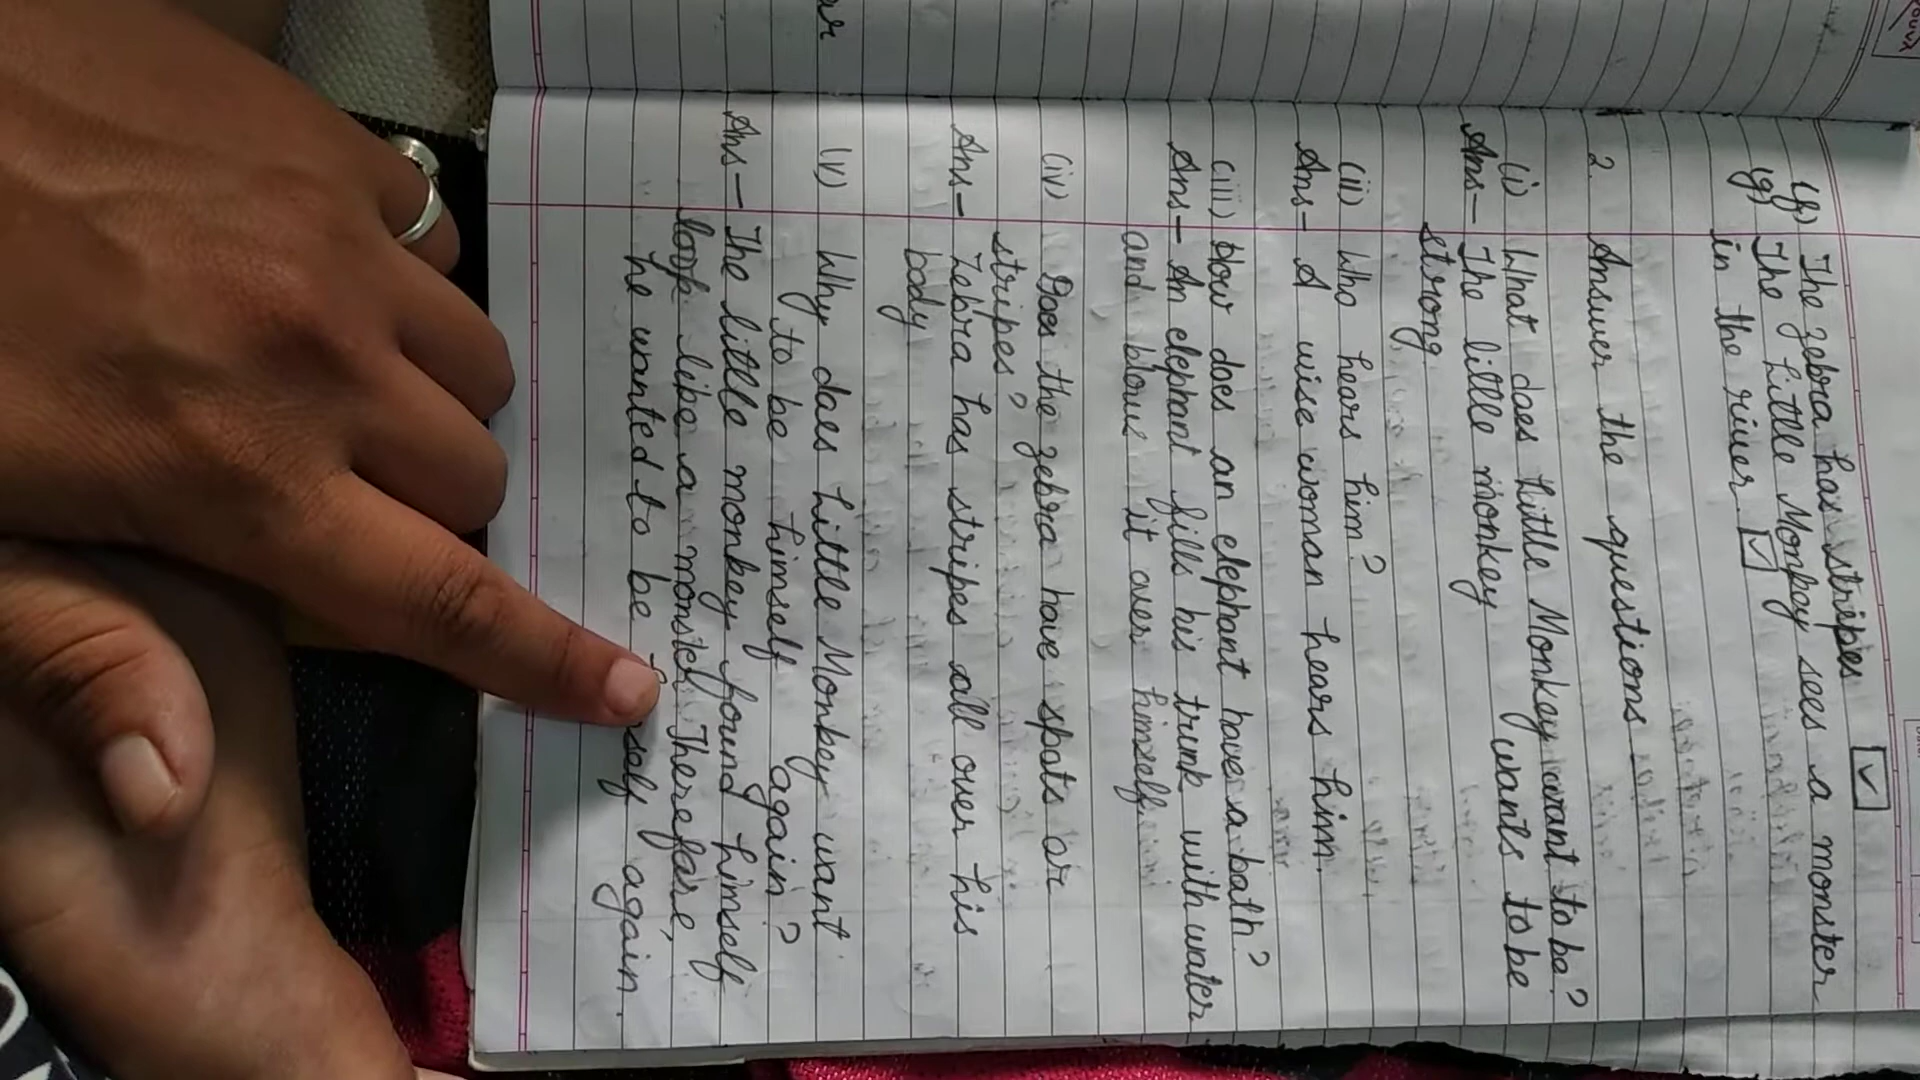 (f) The zebra has stripes ☑
(g) The Little Monkey sees a monster
in the river ☑
2. Answer the questions
(i) What does Little Monkey want to be?
Ans- The little monkey wants to be
strong
(ii) Who hears him?
Ans- A wise woman hears him.
(iii) How does an elephant have a bath?
Ans- An elephant fills his trunk with water
and blows it over himself
(iv) Does the zebra have spots or
stripes?
Ans- Zebra has stripes all over his
body
(v) Why does Little Monkey want
to be himself again?
Ans- The little monkey found himself
look like a monster. Therefore,
he wanted to be again.